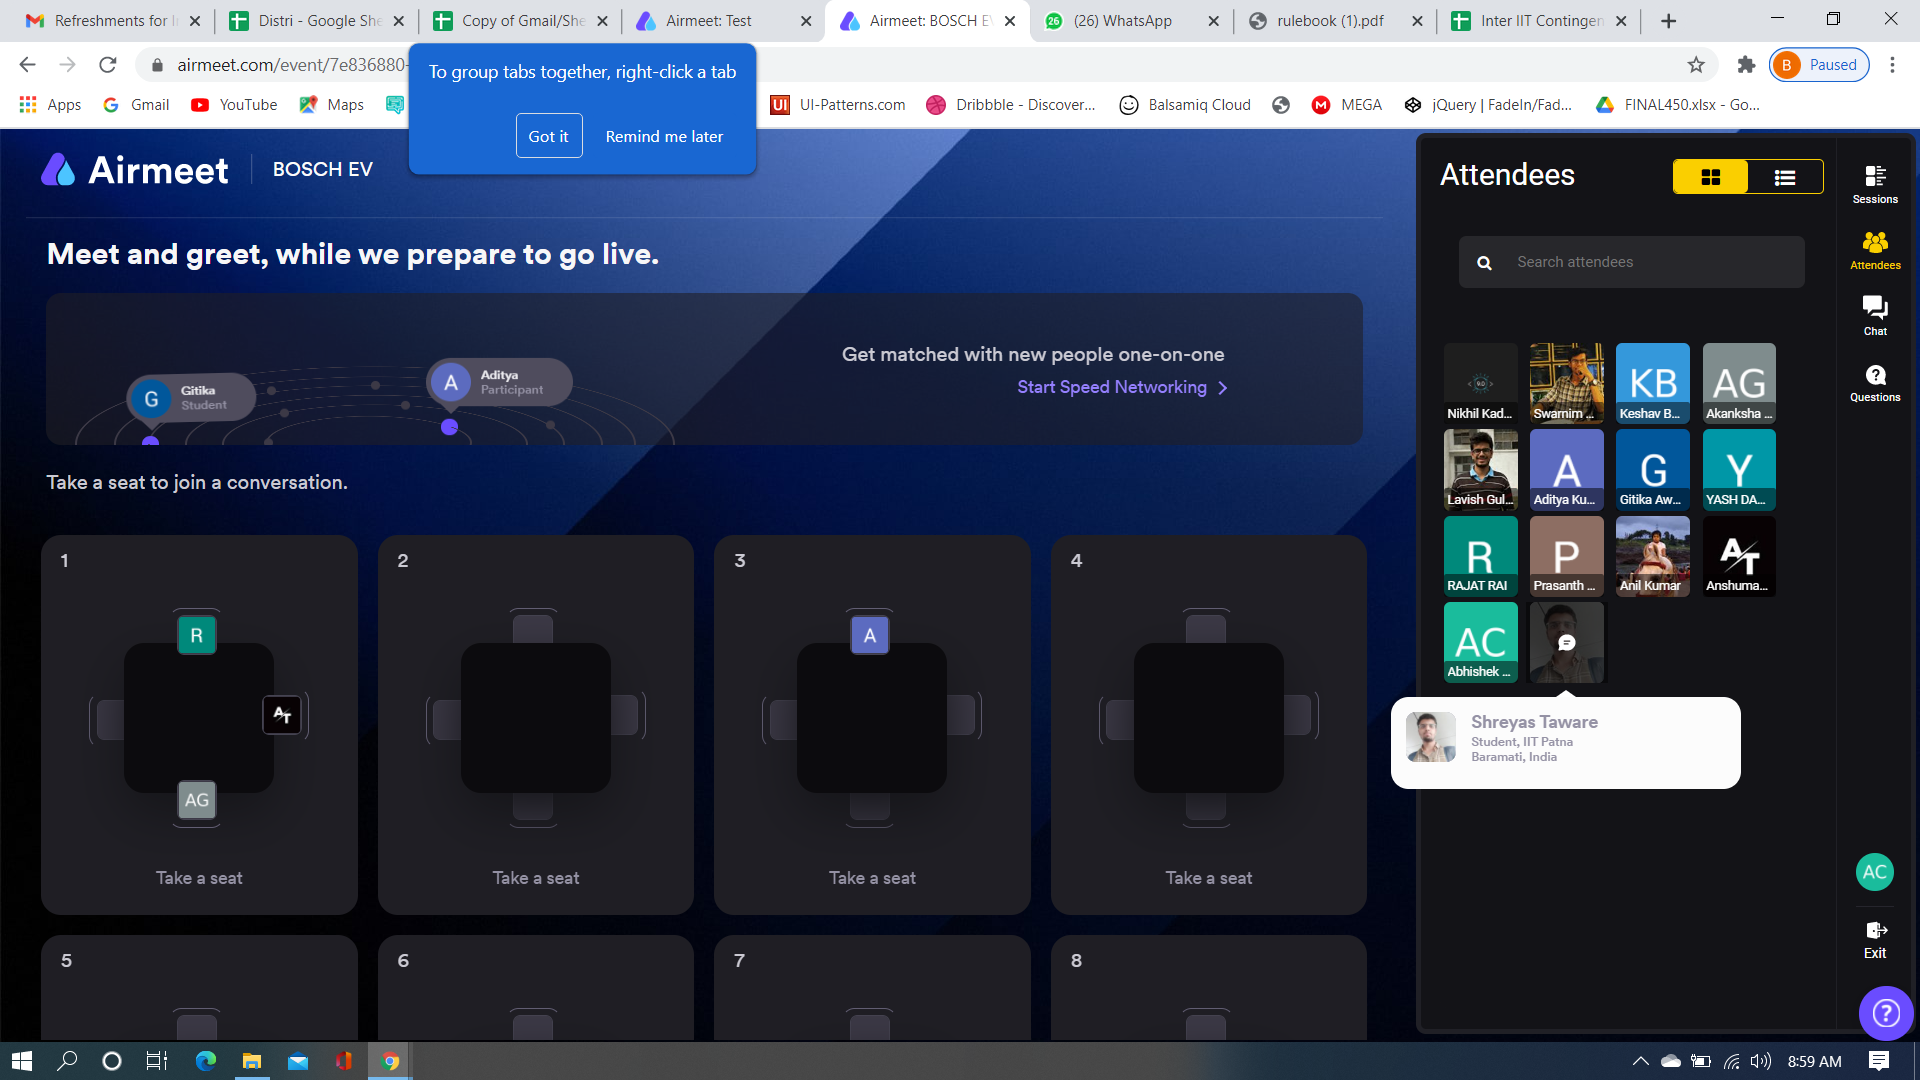 Refreshments for I
Distri - Google She
Copy of Gmail/She
Airmeet: Test
Airmeet: BOSCH EV
(26) WhatsApp
rulebook (1).pdf
Inter IIT Contingen
airmeet.com/event/7e836880-
Paused
To group tabs together, right-click a tab
Got it
Remind me later
Apps
Gmail
YouTube
Maps
UI-Patterns.com
Dribbble - Discover...
Balsamiq Cloud
MEGA
jQuery | FadeIn/Fad...
FINAL450.xlsx - Go...
Airmeet
BOSCH EV
Meet and greet, while we prepare to go live.
G
Gitika
Student
A
Aditya
Participant
Get matched with new people one-on-one
Start Speed Networking
Take a seat to join a conversation.
1
R
AT
AG
Take a seat
2
Take a seat
3
A
Take a seat
4
Take a seat
5
6
7
8
Attendees
Search attendees
Nikhil Kad...
Swarnim ...
KB
Keshav B...
AG
Akanksha ...
Lavish Gul...
A
Aditya Ku...
G
Gitika Aw...
Y
YASH DA...
R
RAJAT RAI
P
Prasanth ...
Anil Kumar
AT
Anshuma...
AC
Abhishek ...
Shreyas Taware
Student, IIT Patna
Baramati, India
Sessions
Attendees
Chat
Questions
AC
Exit
8:59 AM